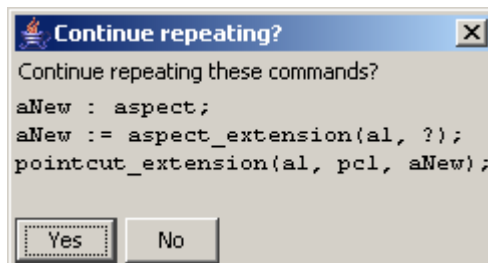 Continue repeating?
Continue repeating these commands?
aNew : aspect;
aNew := aspect_extension(al, ?);
pointcut_extension(al, pcl, aNew);
Yes No